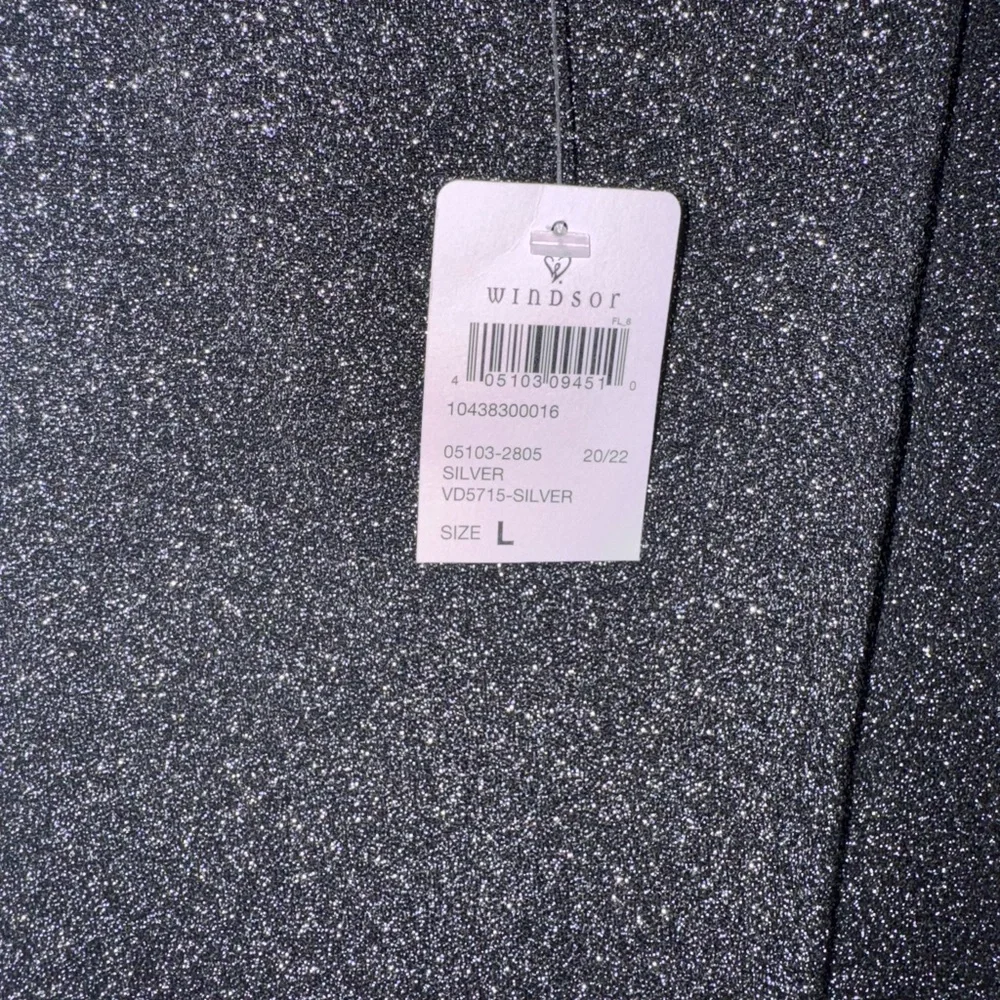 WINDSOR
FL_6
4 05103 09451 0
10438300016
05103-2805 20/22
SILVER
VD5715-SILVER
SIZE L